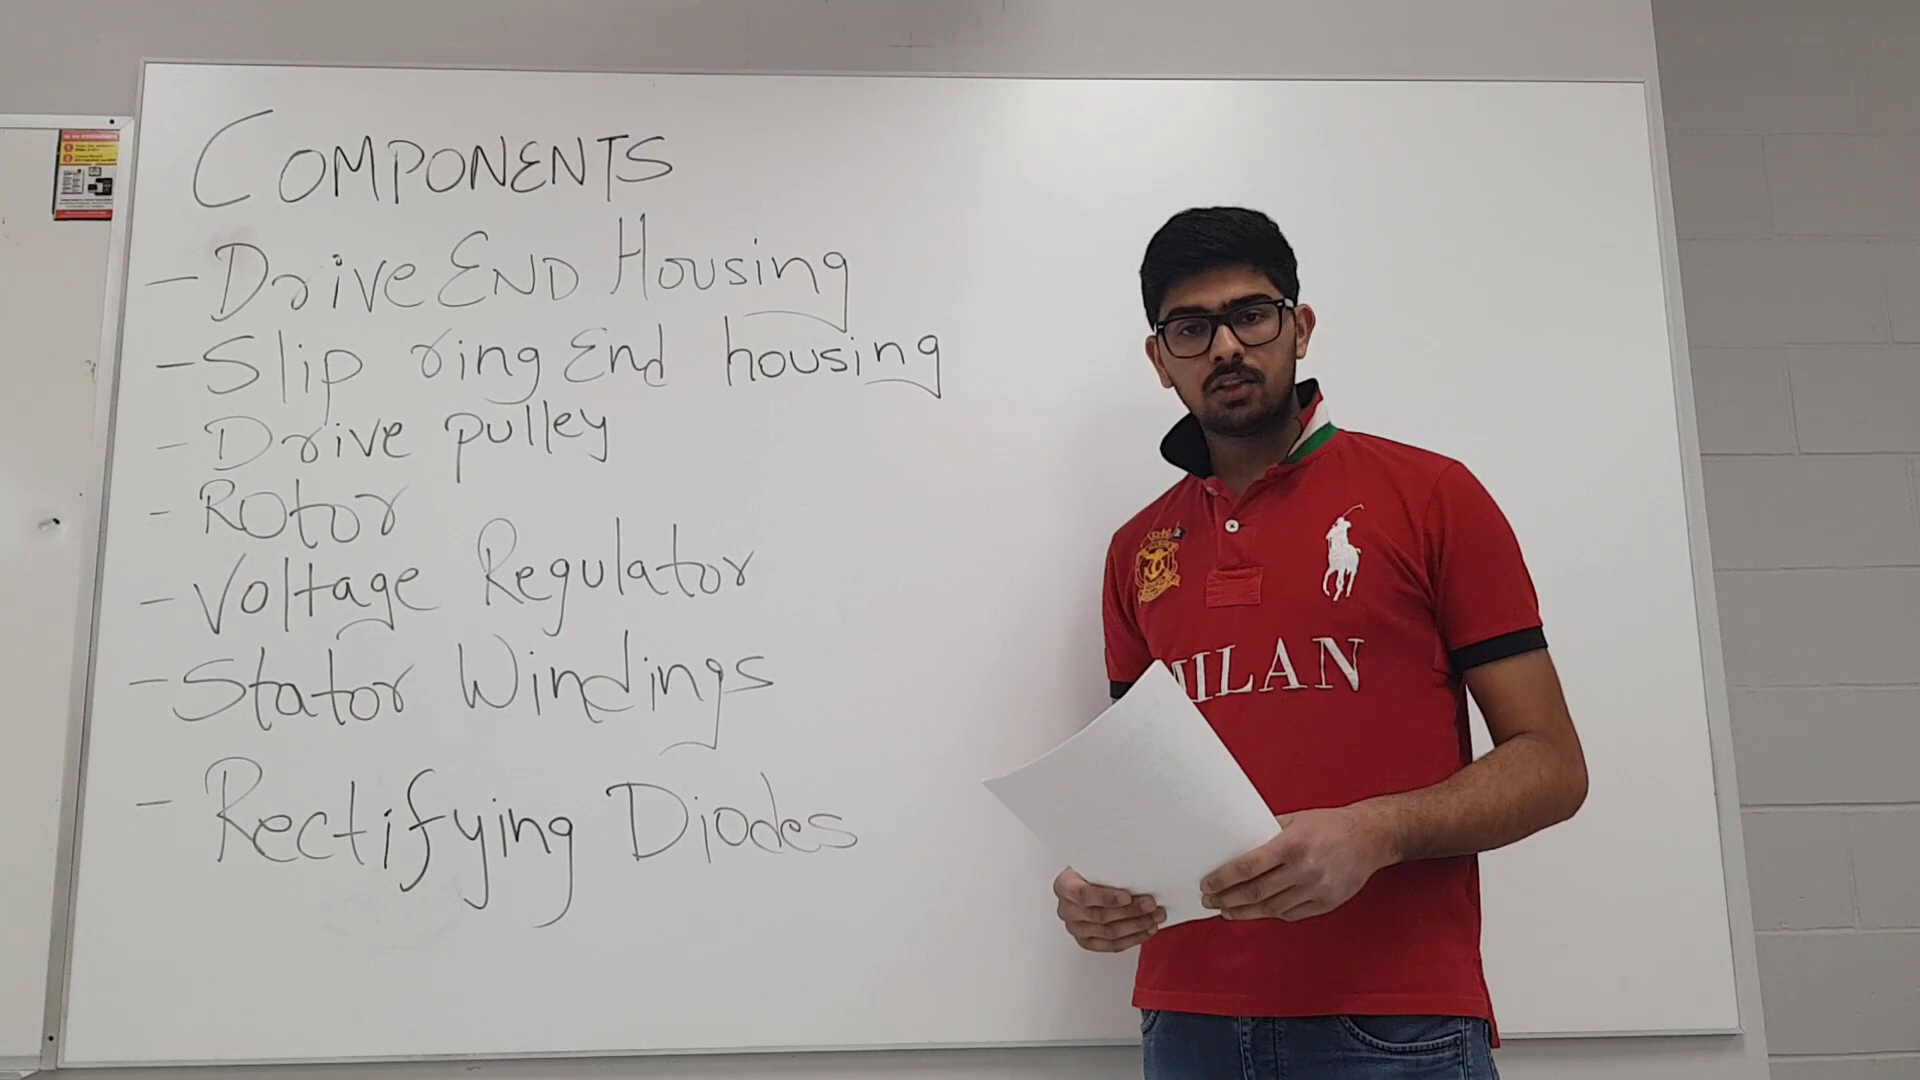 COMPONENTS
- Drive END Housing
- Slip ring End housing
- Drive pulley
- Rotor
- Voltage Regulator
- Stator Windings
- Rectifying Diodes
MILAN